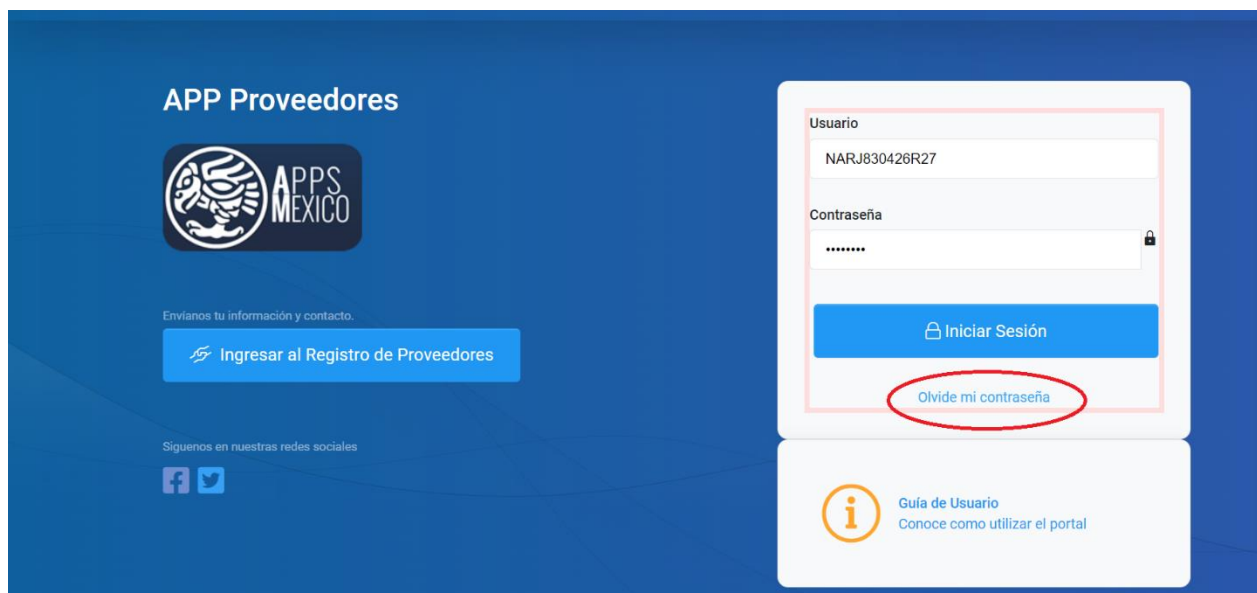 APP Proveedores
APPS
MEXICO
Envíanos tu información y contacto.
Ingresar al Registro de Proveedores
Siguenos en nuestras redes sociales
Usuario
NARJ830426R27
Contraseña
••••••••
Iniciar Sesión
Olvide mi contraseña
Guía de Usuario
Conoce como utilizar el portal